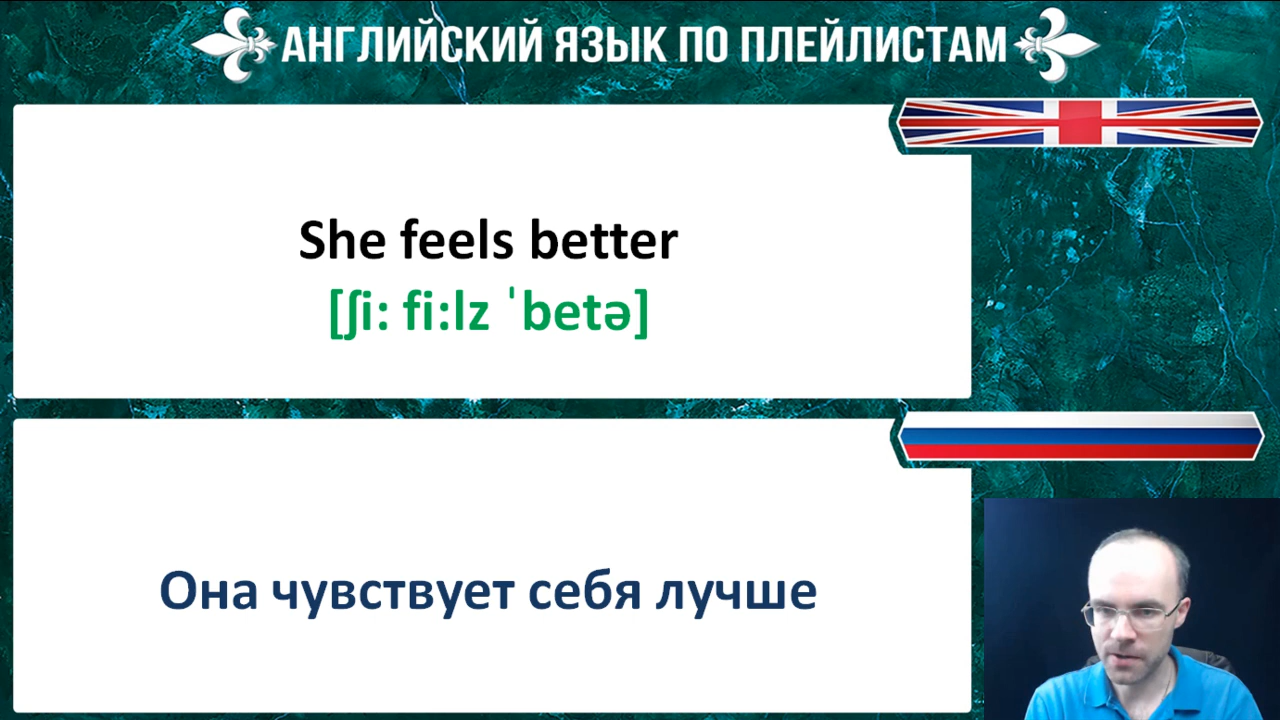 АНГЛИЙСКИЙ ЯЗЫК ПО ПЛЕЙЛИСТАМ
She feels better
[ʃi: fi:lz ˈbetə]
Она чувствует себя лучше